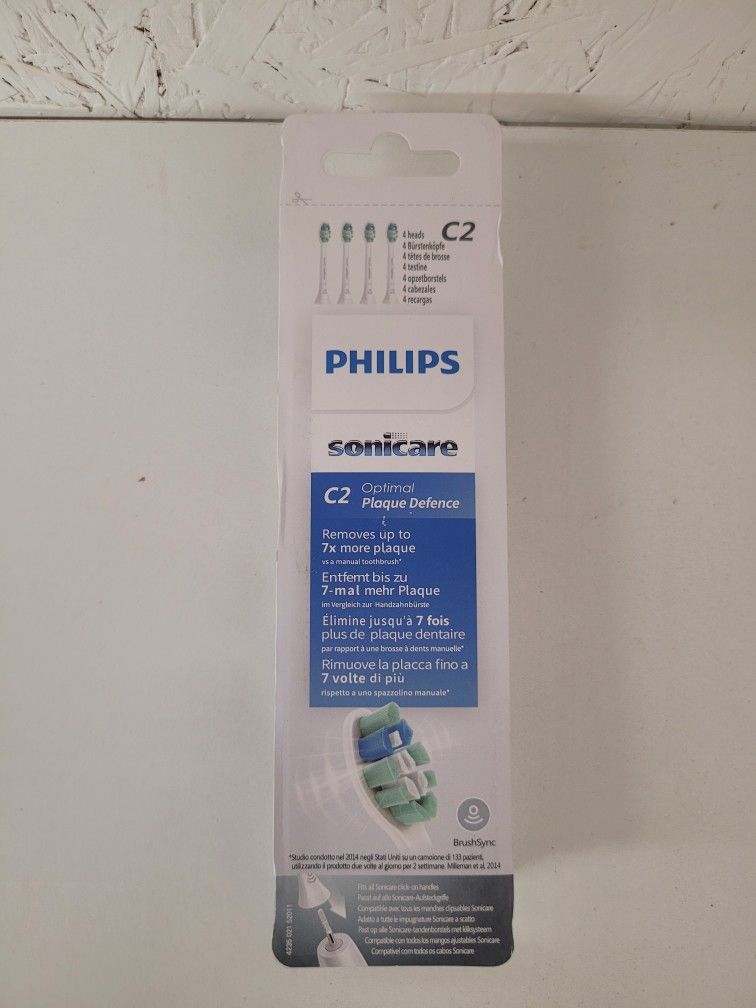 C2
4 heads
4 Bürstenköpfe
4 têtes de brosse
4 testine
4 opzetborstels
4 cabezales
4 recargas
PHILIPS
sonicare
C2 Optimal
Plaque Defence
Removes up to
7x more plaque
vs a manual toothbrush*
Entfernt bis zu
7-mal mehr Plaque
im Vergleich zur Handzahnbürste
Élimine jusqu'à 7 fois
plus de plaque dentaire
par rapport à une brosse à dents manuelle*
Rimuove la placca fino a
7 volte di più
rispetto a uno spazzolino manuale*
BrushSync
*Studio condotto nel 2014 negli Stati Uniti su un camoione di 133 pazienti,
utilizzando il prodotto due volte al giorno per 2 settimane. Milleman et al, 2014
Fits all Sonicare click-on handles
Passt auf alle Sonicare-Aufsteckgriffe
Compatible avec tous les manches clipsables Sonicare
Adatto a tutte le impugnature Sonicare a scatto
Past op alle Sonicare-tandenborstels met kliksysteem
Compatible con todos los mangos ajustables Sonicare
Compatível com todos os cabos Sonicare
4235 021 52011